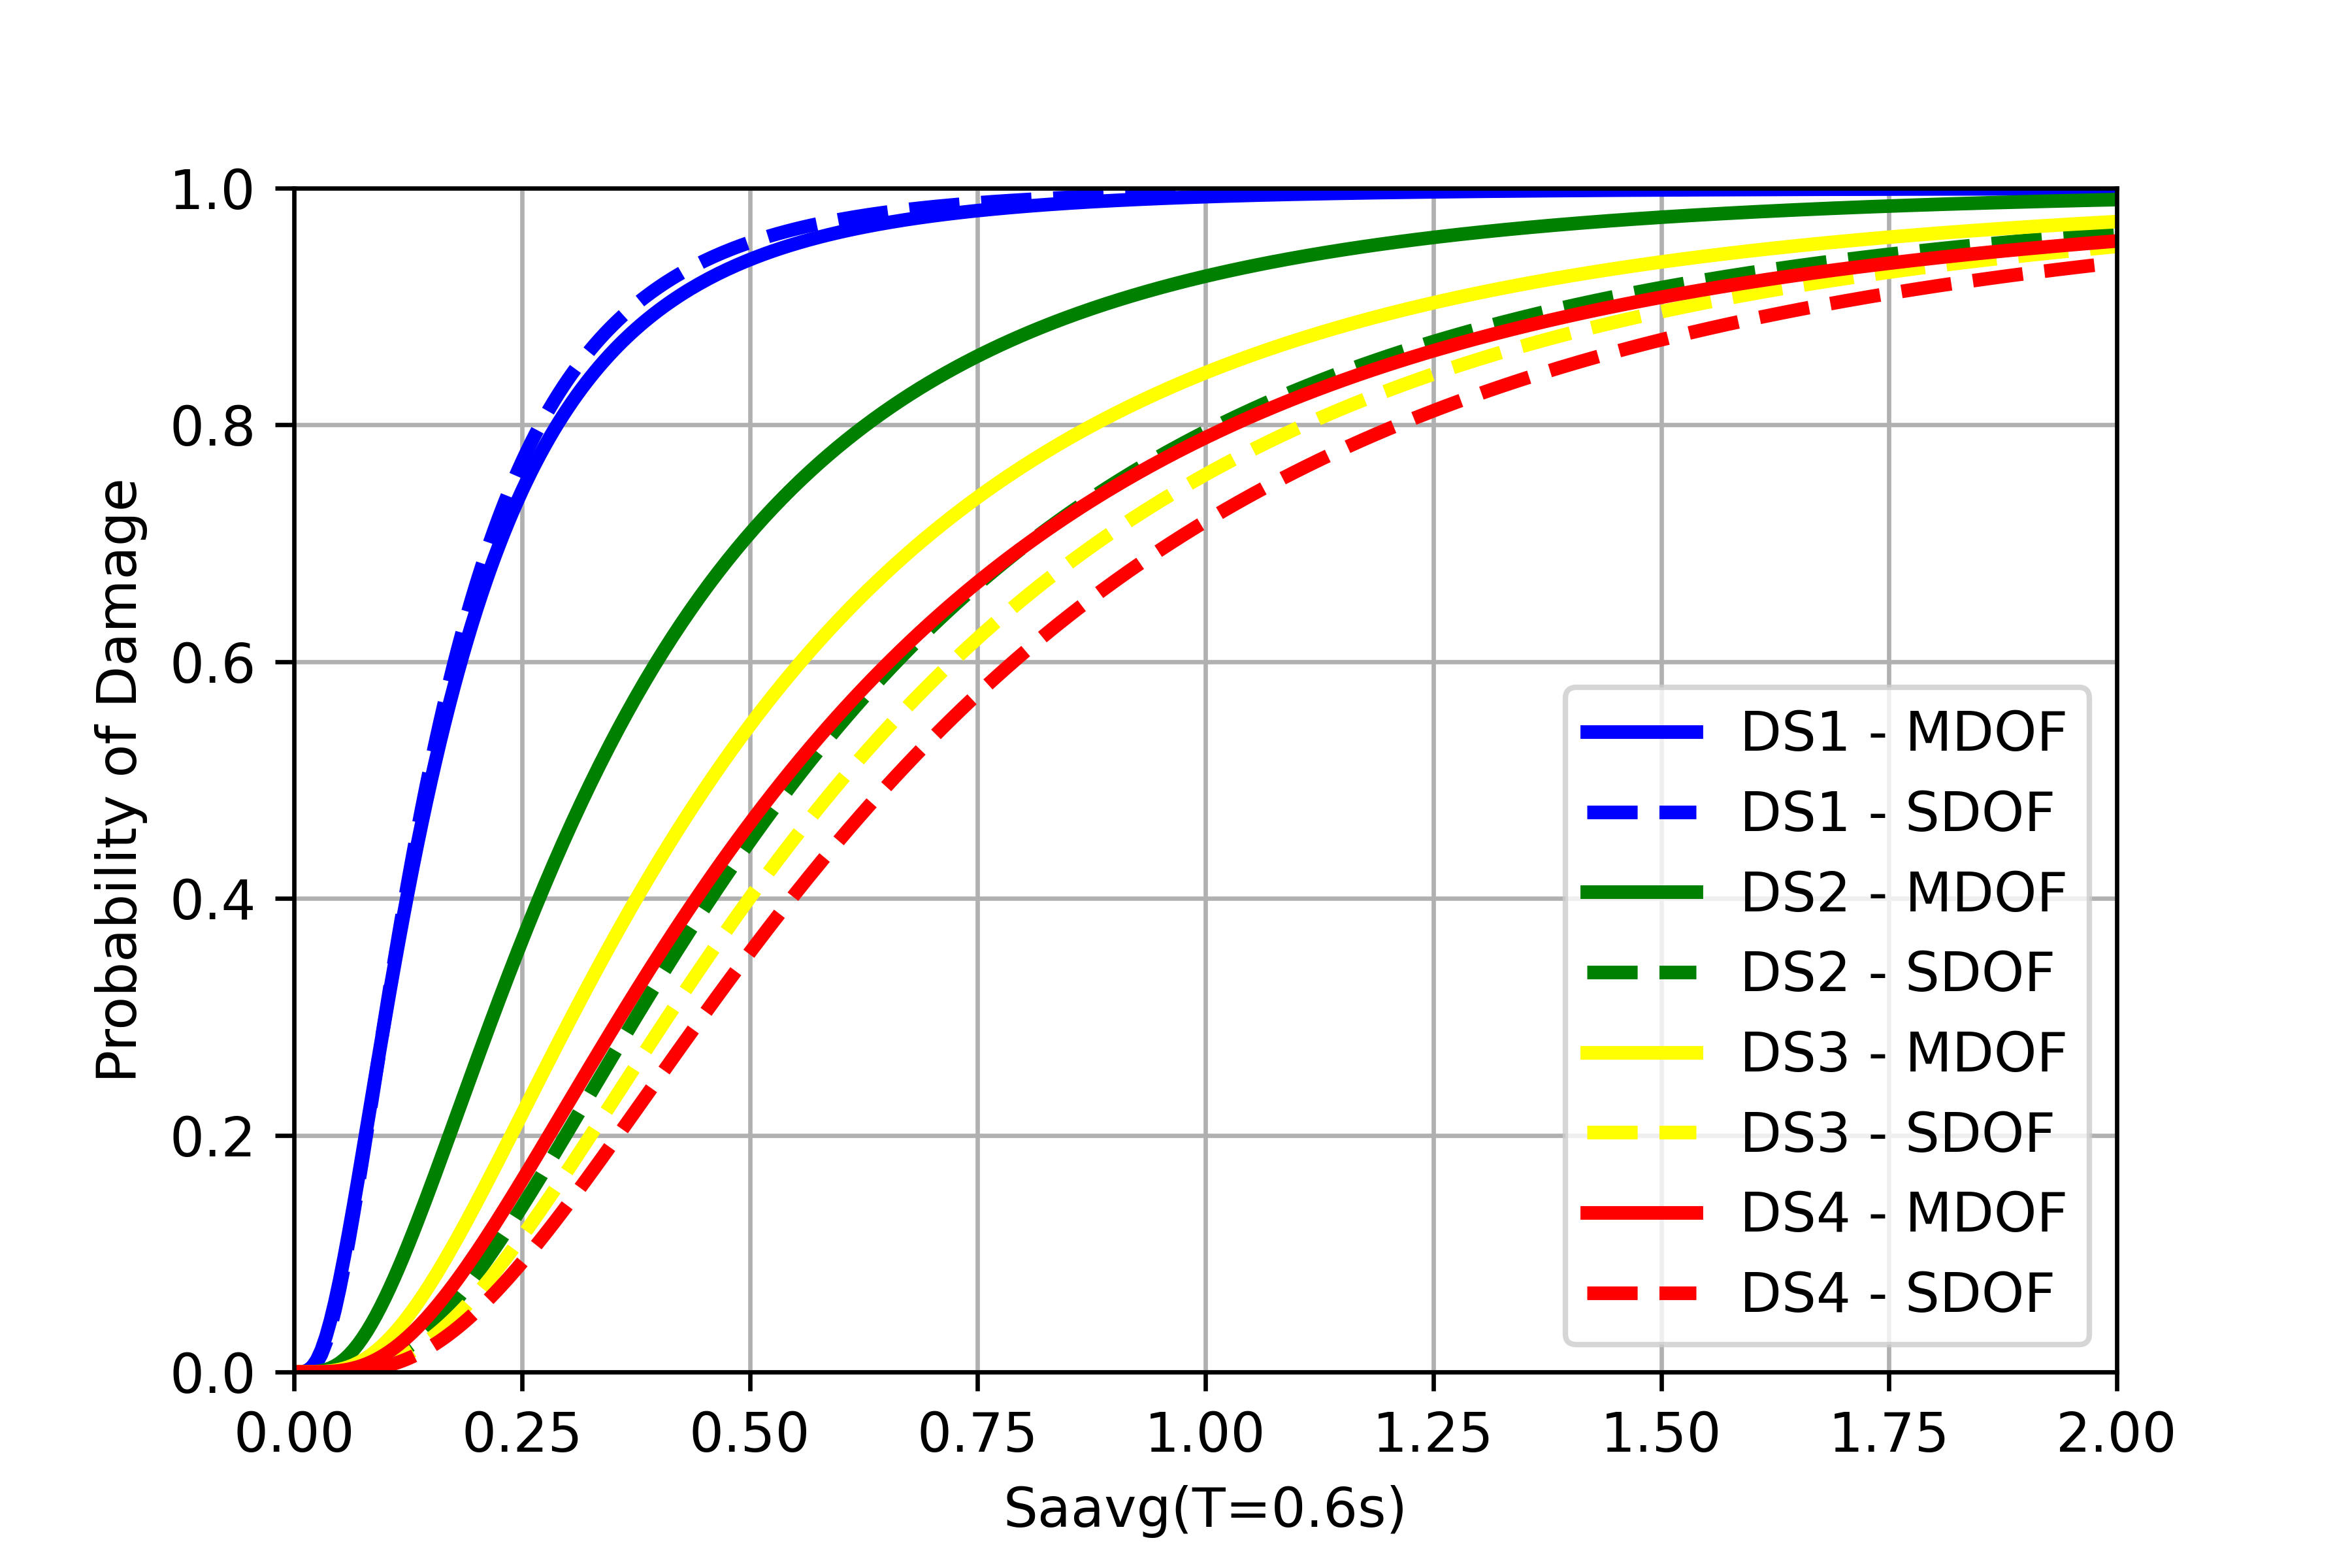 1.0
0.8
0.6
0.4
0.2
0.0
Probability of Damage
0.00 0.25 0.50 0.75 1.00 1.25 1.50 1.75 2.00
Saavg(T=0.6s)
DS1 - MDOF
DS1 - SDOF
DS2 - MDOF
DS2 - SDOF
DS3 - MDOF
DS3 - SDOF
DS4 - MDOF
DS4 - SDOF